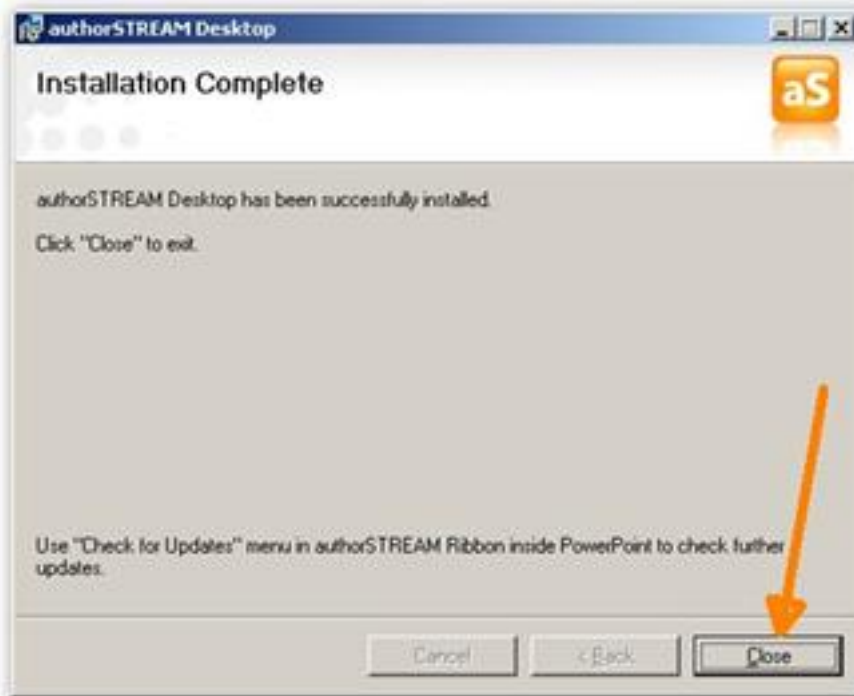 authorSTREAM Desktop
Installation Complete
aS
authorSTREAM Desktop has been successfully installed.
Click "Close" to exit.
Use "Check for Updates" menu in authorSTREAM Ribbon inside PowerPoint to check further
updates.
Cancel
< Back
Close